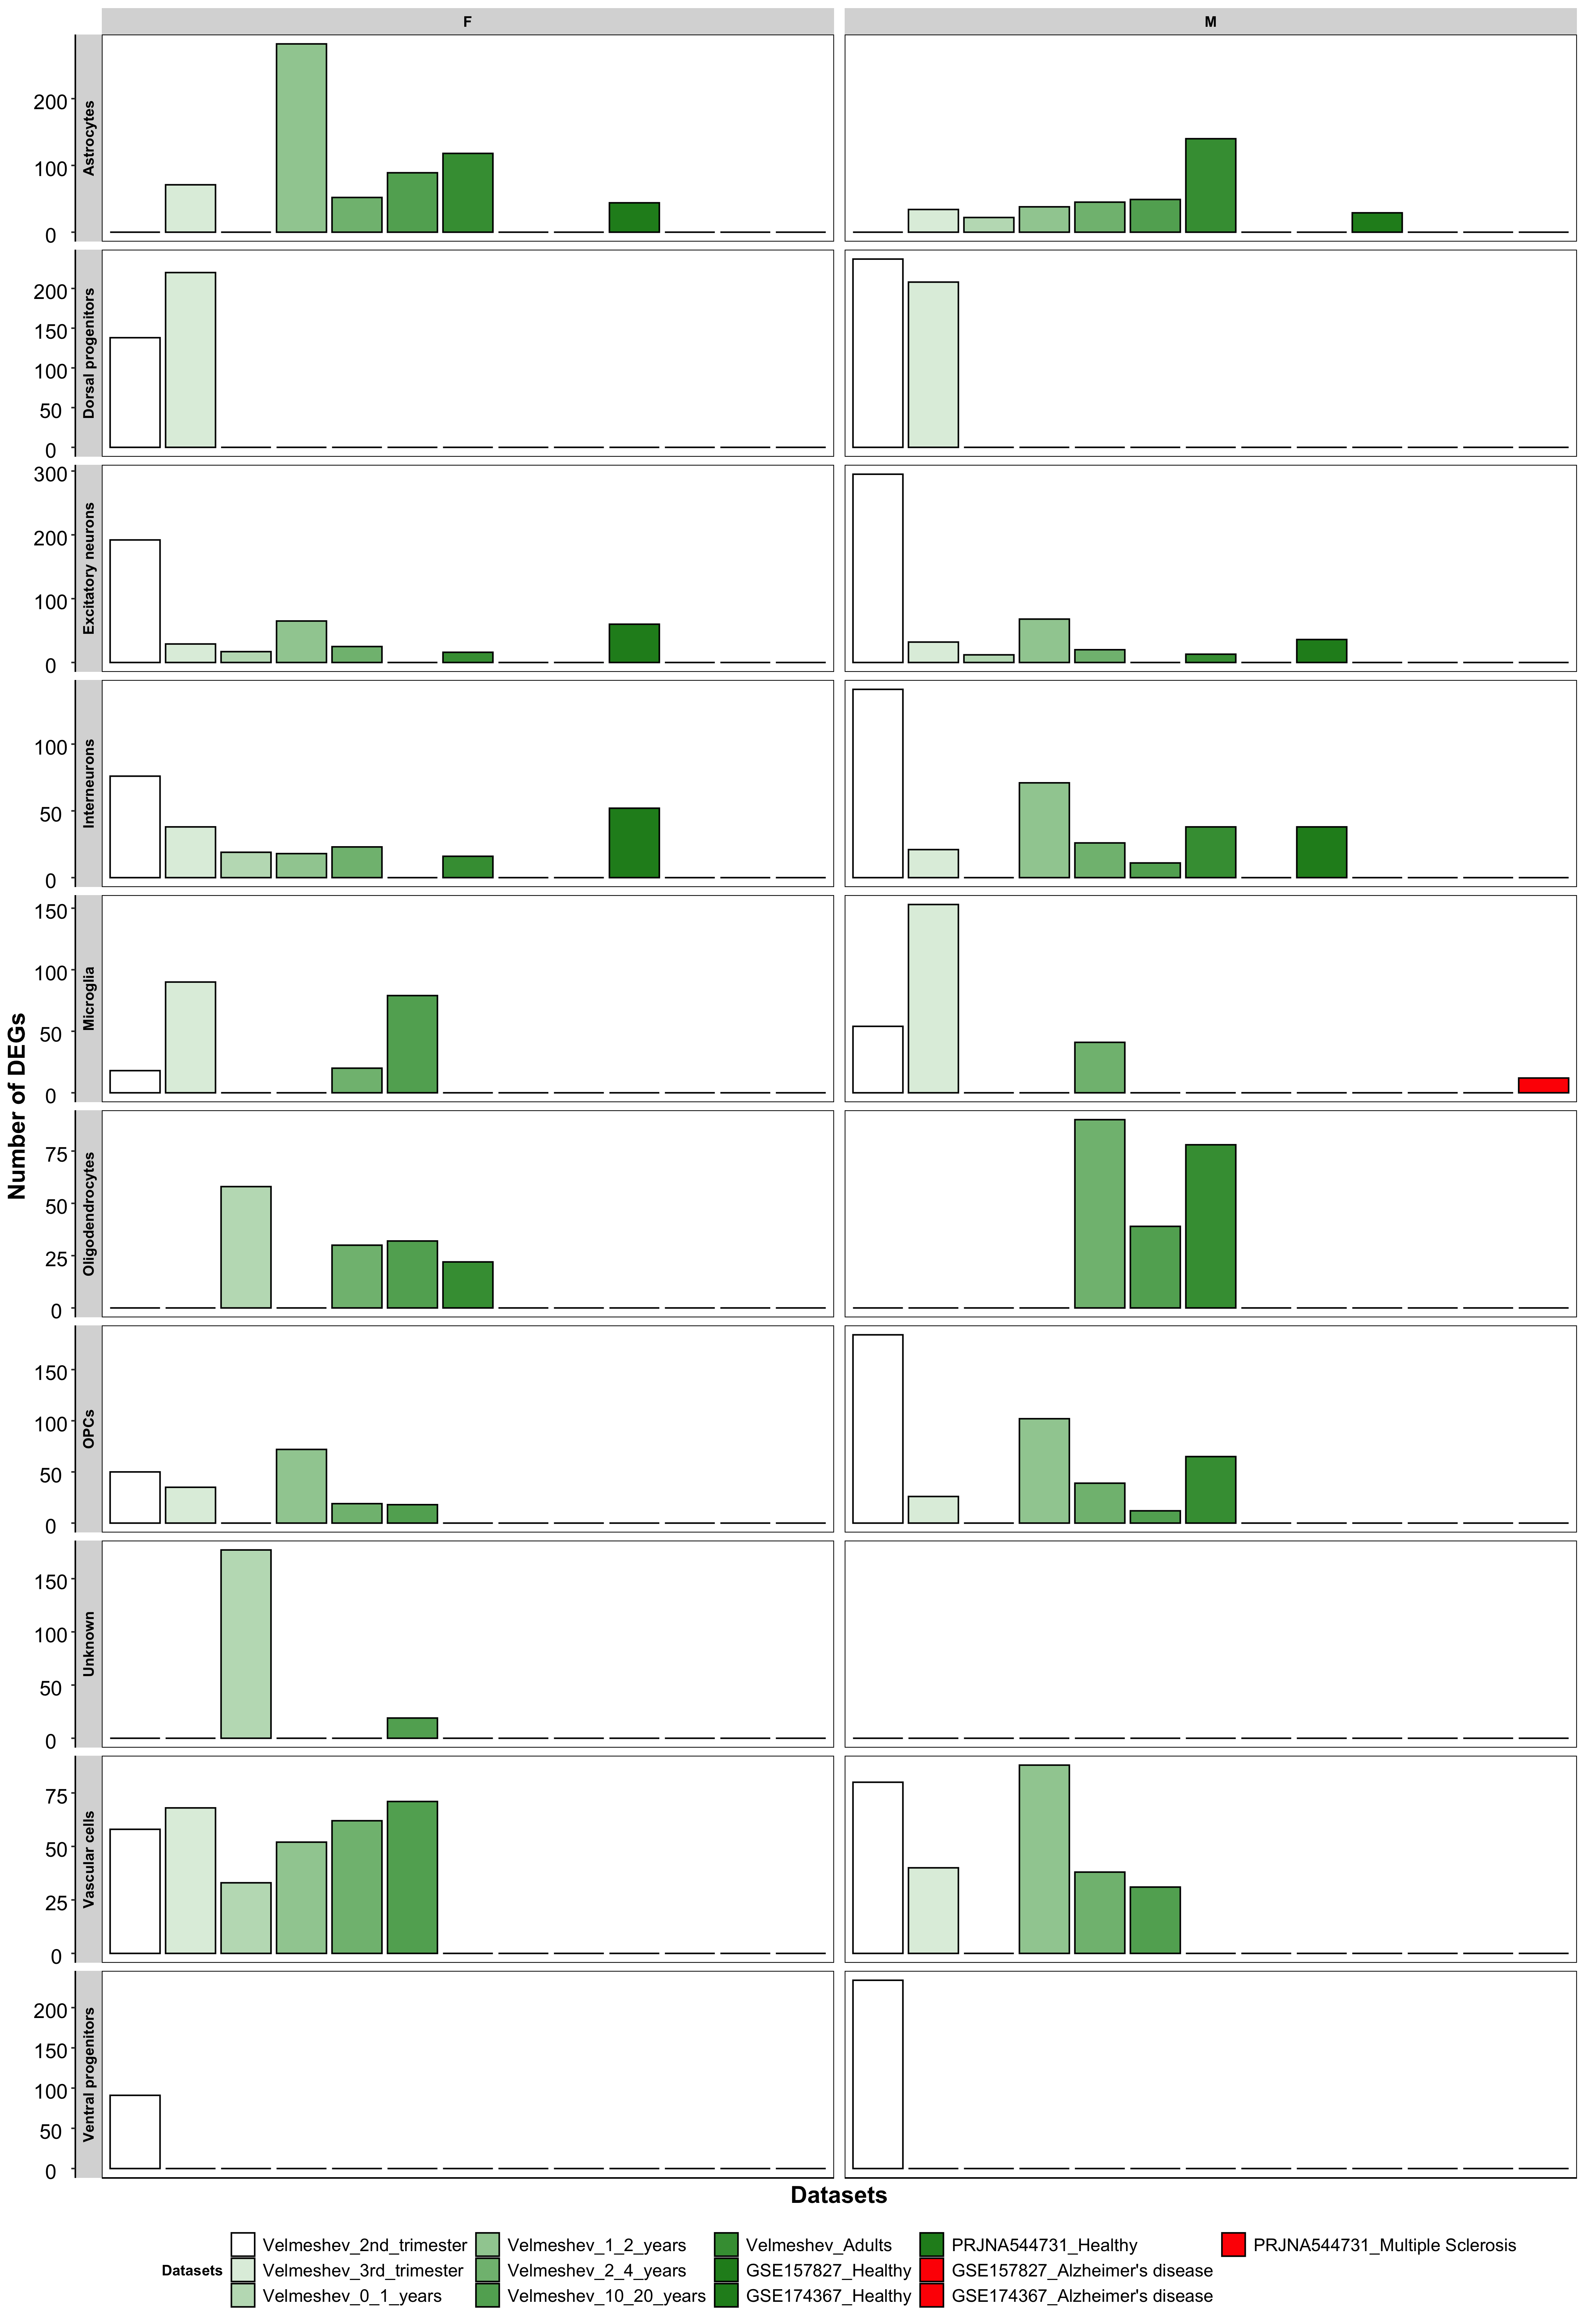 F
M
Number of DEGs
Astrocytes
200
100
0
Dorsal progenitors
200
150
100
50
0
Excitatory neurons
300
200
100
0
Interneurons
100
50
0
Microglia
150
100
50
0
Oligodendrocytes
75
50
25
0
OPCs
150
100
50
0
Unknown
150
100
50
0
Vascular cells
75
50
25
0
Ventral progenitors
200
150
100
50
0
Datasets
Datasets
Velmeshev_2nd_trimester
Velmeshev_3rd_trimester
Velmeshev_0_1_years
Velmeshev_1_2_years
Velmeshev_2_4_years
Velmeshev_10_20_years
Velmeshev_Adults
GSE157827_Healthy
GSE174367_Healthy
PRJNA544731_Healthy
GSE157827_Alzheimer's disease
GSE174367_Alzheimer's disease
PRJNA544731_Multiple Sclerosis